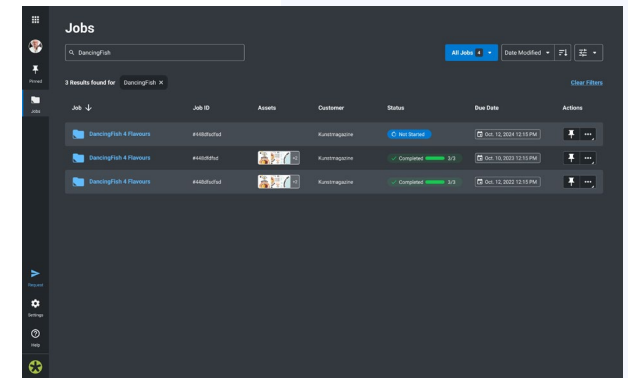 Jobs
DancingFish
All Jobs 4
Date Modified
Pinned
3 Results found for DancingFish ×
Clear Filters
Jobs
Job Job ID Assets Customer Status Due Date Actions
DancingFish 4 Flavours Kunstmagazine Not Started Oct. 12, 2024 12:15 PM
DancingFish 4 Flavours +2 Kunstmagazine Completed 3/3 Oct. 10, 2023 12:15 PM
DancingFish 4 Flavours +2 Kunstmagazine Completed 3/3 Oct. 12, 2022 12:15 PM
Request
Settings
Help